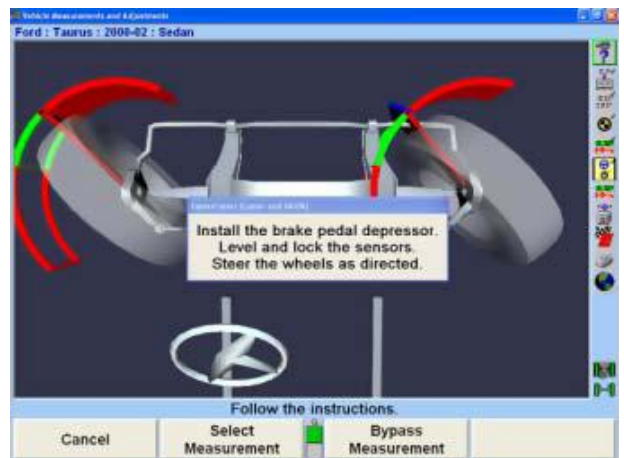 Vehicle Measurements and Adjustments
Ford : Taurus : 2000-02 : Sedan
Install the brake pedal depressor.
Level and lock the sensors.
Steer the wheels as directed.
Follow the instructions.
Cancel
Select
Measurement
Bypass
Measurement